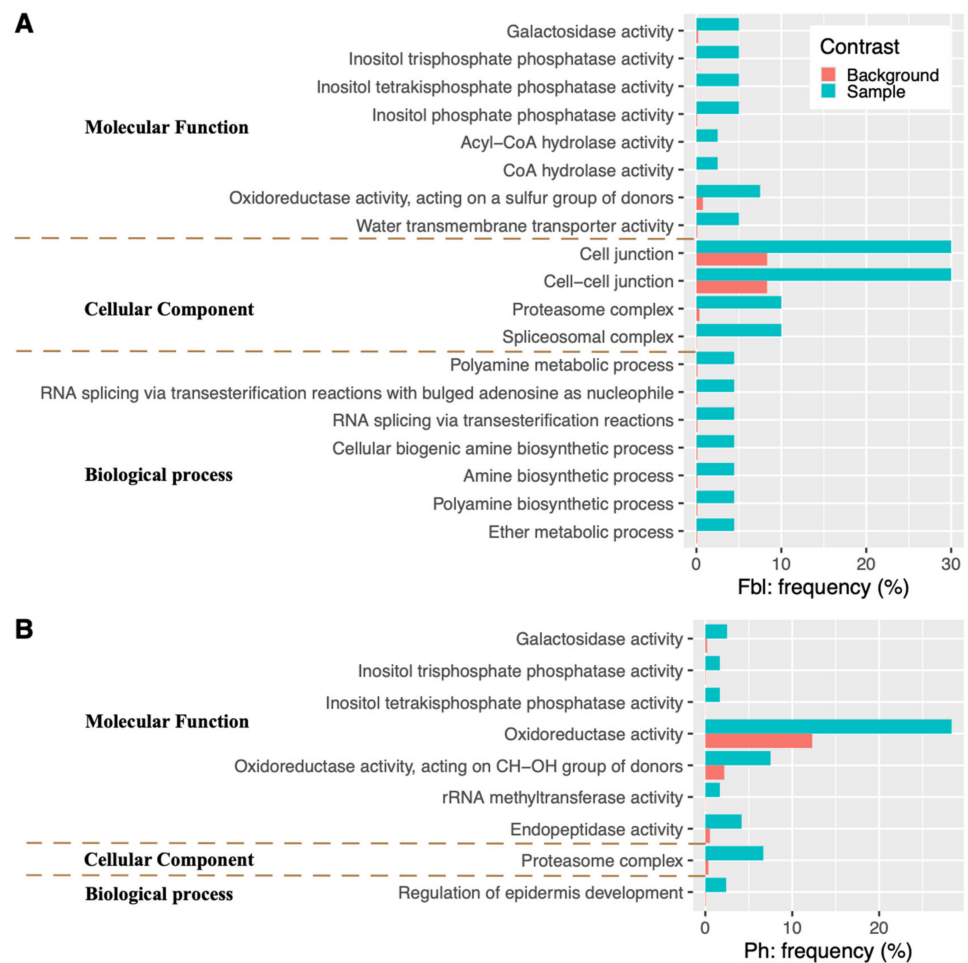 A
Galactosidase activity
Inositol trisphosphate phosphatase activity
Inositol tetrakisphosphate phosphatase activity
Inositol phosphate phosphatase activity
Acyl−CoA hydrolase activity
CoA hydrolase activity
Oxidoreductase activity, acting on a sulfur group of donors
Water transmembrane transporter activity
Cell junction
Cell−cell junction
Proteasome complex
Spliceosomal complex
Polyamine metabolic process
RNA splicing via transesterification reactions with bulged adenosine as nucleophile
RNA splicing via transesterification reactions
Cellular biogenic amine biosynthetic process
Amine biosynthetic process
Polyamine biosynthetic process
Ether metabolic process
Molecular Function
Cellular Component
Biological process
Contrast
Background
Sample
0 10 20 30
Fbl: frequency (%)
B
Galactosidase activity
Inositol trisphosphate phosphatase activity
Inositol tetrakisphosphate phosphatase activity
Oxidoreductase activity
Oxidoreductase activity, acting on CH−OH group of donors
rRNA methyltransferase activity
Endopeptidase activity
Proteasome complex
Regulation of epidermis development
Molecular Function
Cellular Component
Biological process
0 10 20
Ph: frequency (%)